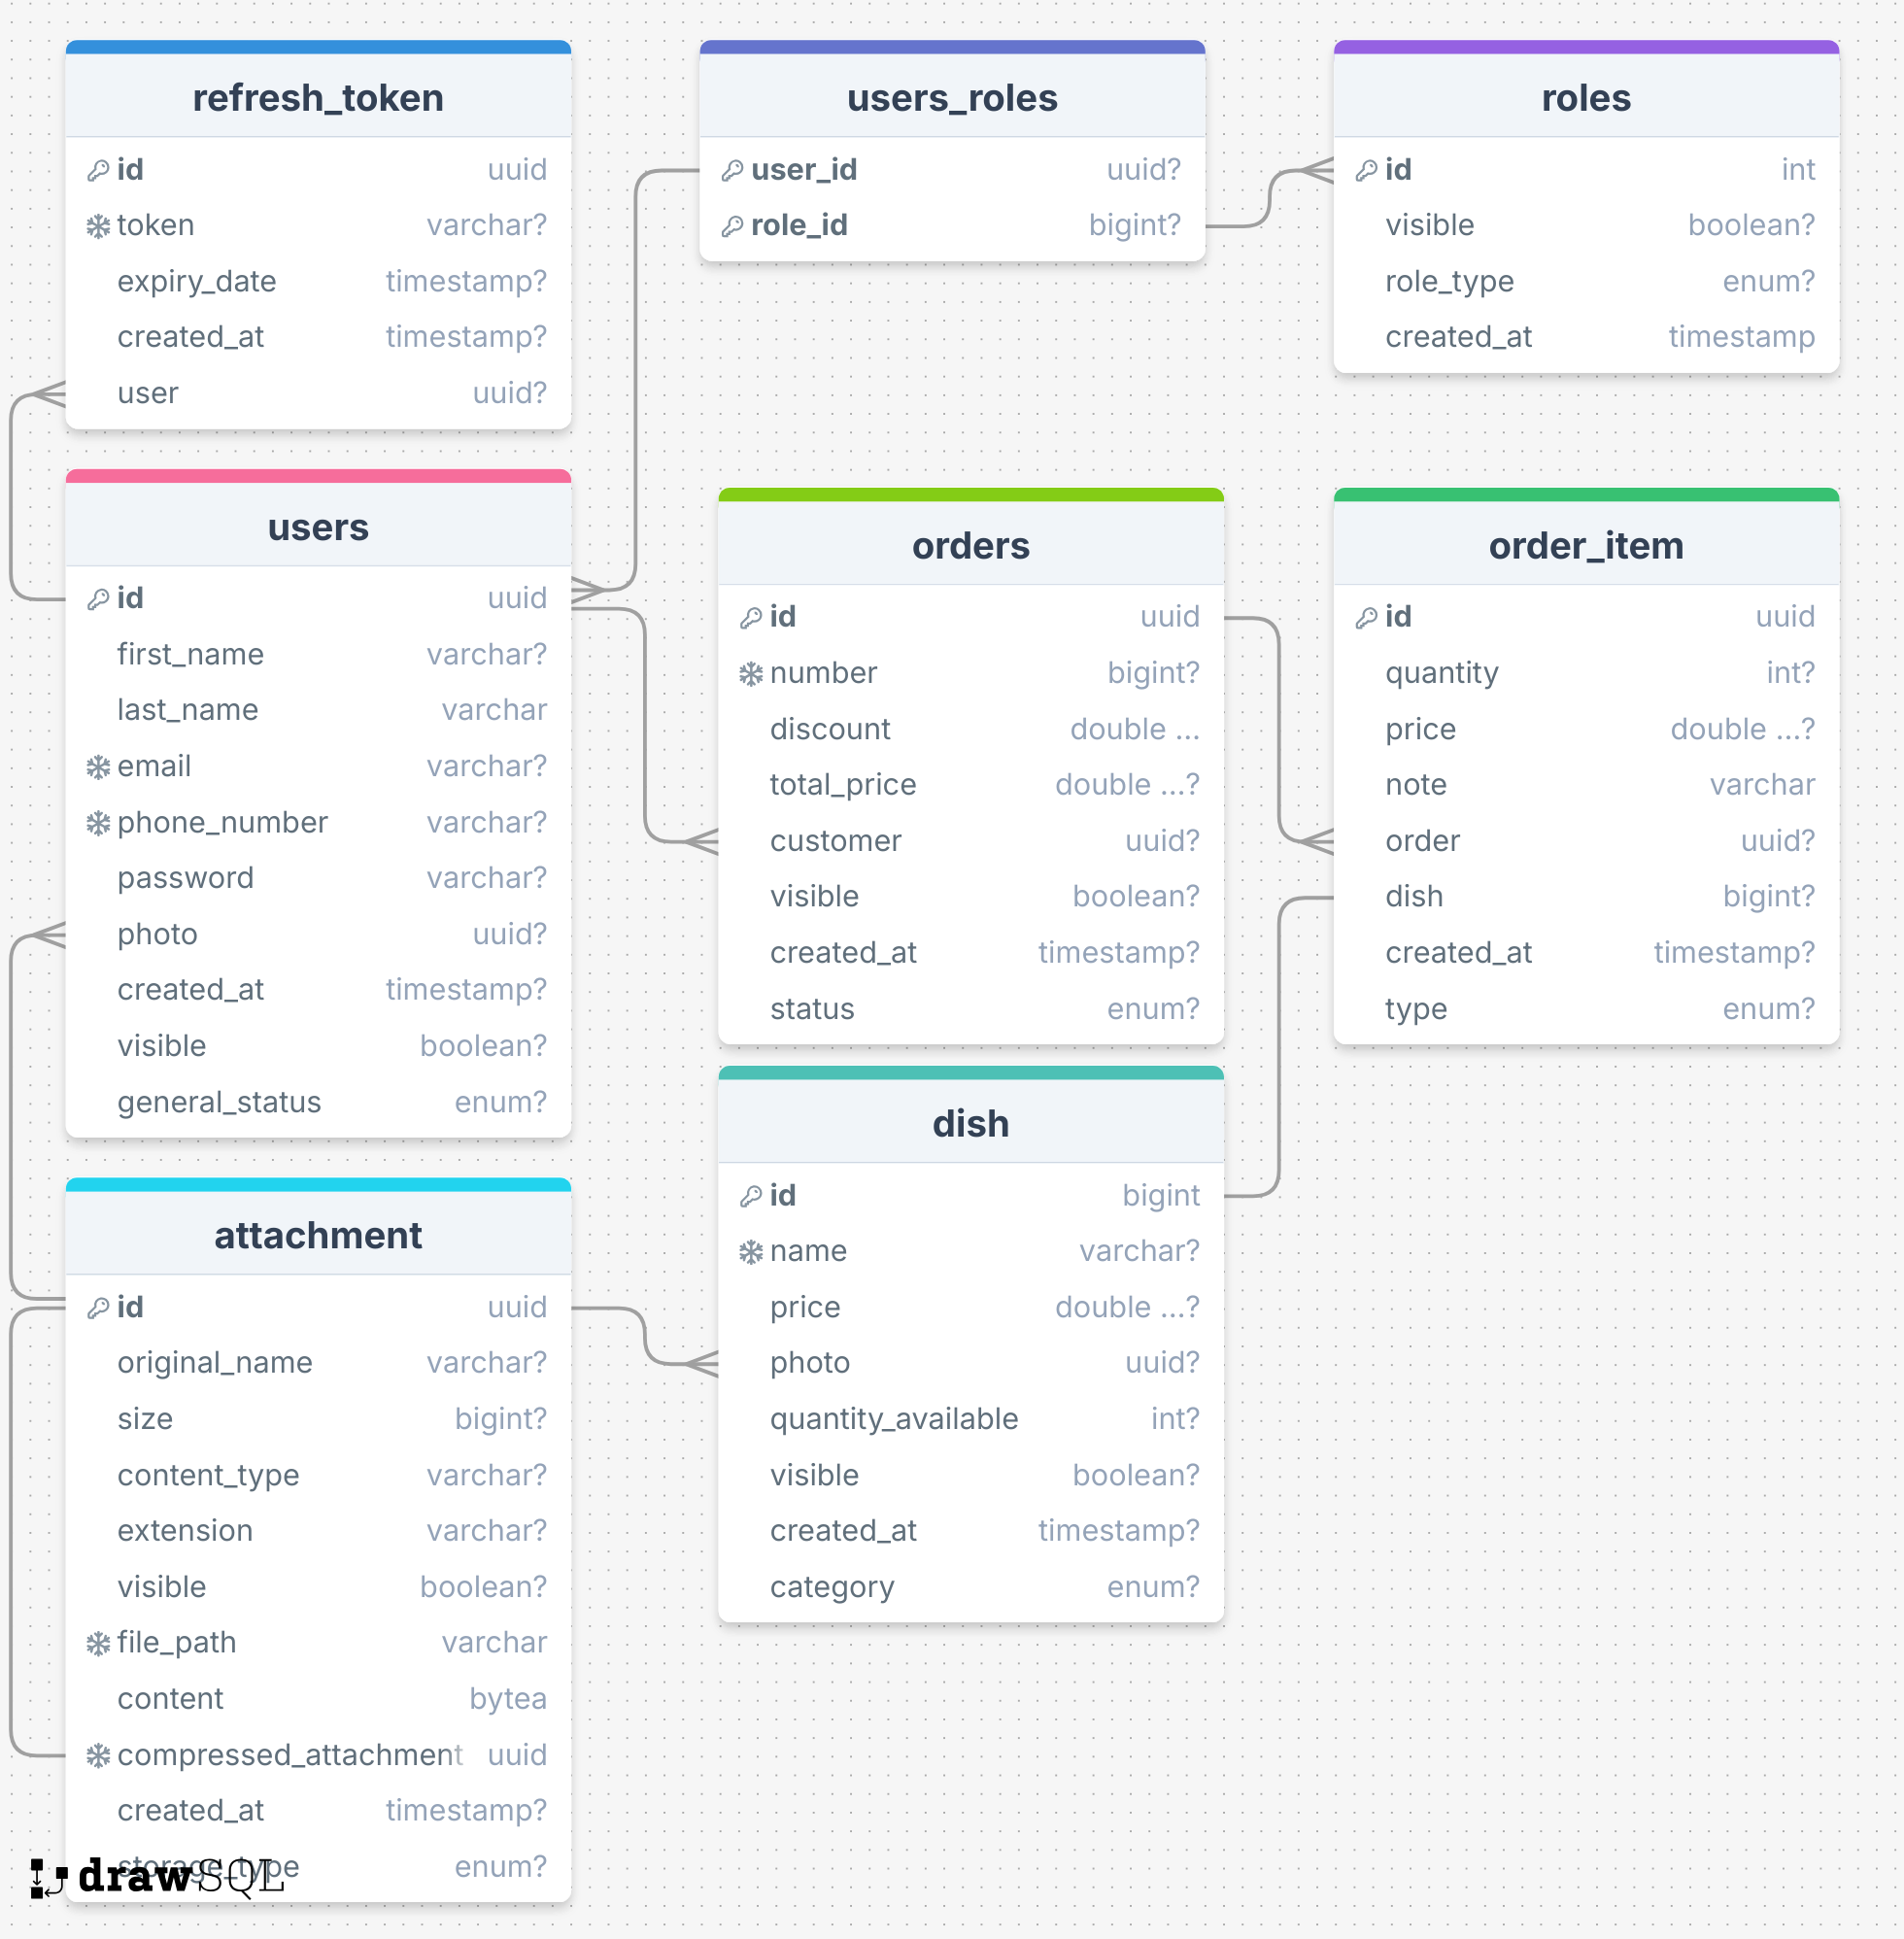 refresh_token
id uuid
token varchar?
expiry_date timestamp?
created_at timestamp?
user uuid?
users_roles
user_id uuid?
role_id bigint?
roles
id int
visible boolean?
role_type enum?
created_at timestamp
users
id uuid
first_name varchar?
last_name varchar
email varchar?
phone_number varchar?
password varchar?
photo uuid?
created_at timestamp?
visible boolean?
general_status enum?
orders
id uuid
number bigint?
discount double ...
total_price double ...?
customer uuid?
visible boolean?
created_at timestamp?
status enum?
order_item
id uuid
quantity int?
price double ...?
note varchar
order uuid?
dish bigint?
created_at timestamp?
type enum?
attachment
id uuid
original_name varchar?
size bigint?
content_type varchar?
extension varchar?
visible boolean?
file_path varchar
content bytea
compressed_attachment uuid
created_at timestamp?
storage_type enum?
dish
id bigint
name varchar?
price double ...?
photo uuid?
quantity_available int?
visible boolean?
created_at timestamp?
category enum?
drawSQL